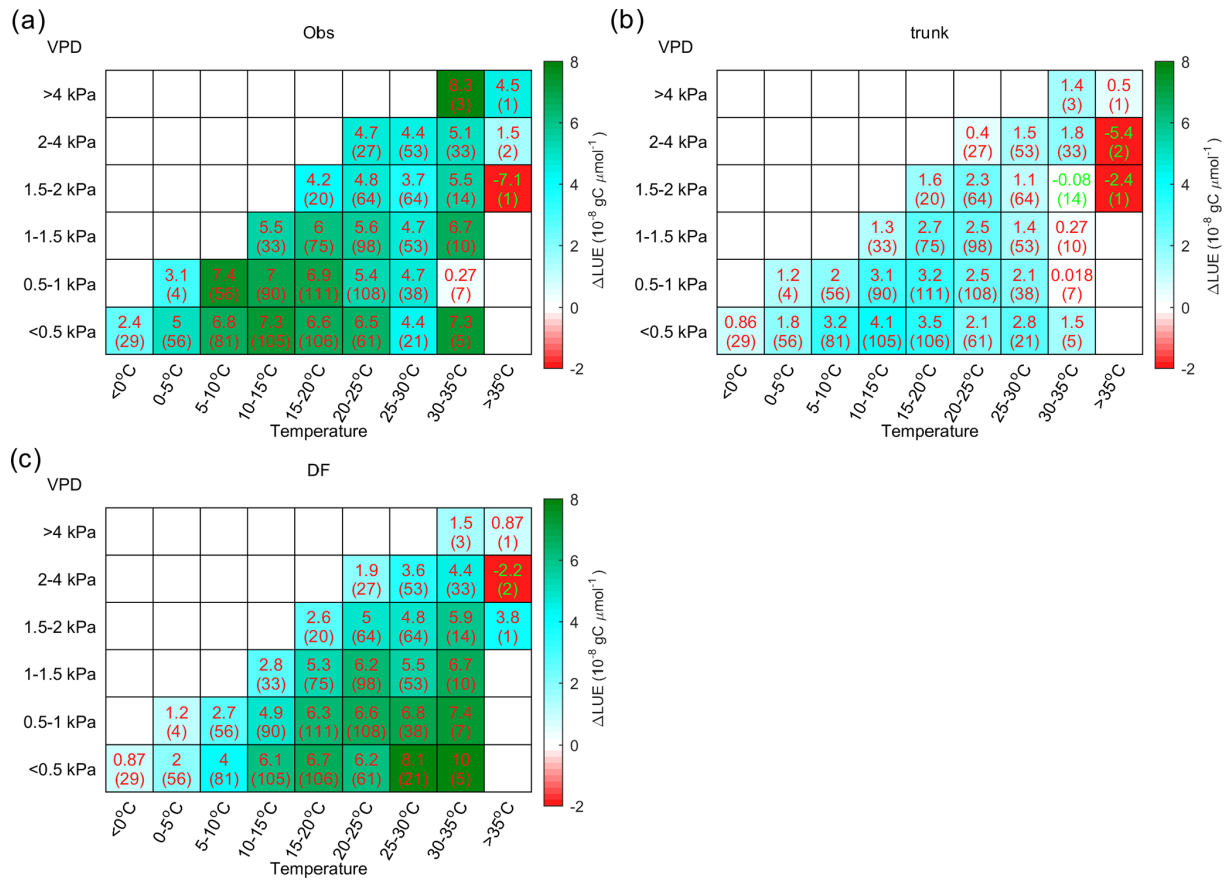 (a)
Obs
VPD
>4 kPa
8.3 4.5
(3) (1)
2-4 kPa
4.7 4.4 5.1 1.5
(27) (53) (33) (2)
1.5-2 kPa
4.2 4.8 3.7 5.5 -7.1
(20) (64) (64) (14) (1)
1-1.5 kPa
5.5 6 5.6 4.7 6.7
(33) (75) (98) (53) (10)
0.5-1 kPa
3.1 7.4 7 6.9 5.4 4.7 0.27
(4) (56) (90) (111) (108) (38) (7)
<0.5 kPa
2.4 5 6.8 7.3 6.6 6.5 4.4 7.3
(29) (56) (81) (105) (106) (61) (21) (5)
<0°C 0-5°C 5-10°C 10-15°C 15-20°C 20-25°C 25-30°C 30-35°C >35°C
Temperature
8
6
4
2
0
-2
ΔLUE (10⁻⁸ gC μmol⁻¹)
(b)
trunk
VPD
>4 kPa
1.4 0.5
(3) (1)
2-4 kPa
0.4 1.5 1.8 -5.4
(27) (53) (33) (2)
1.5-2 kPa
1.6 2.3 1.1 -0.08 -2.4
(20) (64) (64) (14) (1)
1-1.5 kPa
1.3 2.7 2.5 1.4 0.27
(33) (75) (98) (53) (10)
0.5-1 kPa
1.2 2 3.1 3.2 2.5 2.1 0.018
(4) (56) (90) (111) (108) (38) (7)
<0.5 kPa
0.86 1.8 3.2 4.1 3.5 2.1 2.8 1.5
(29) (56) (81) (105) (106) (61) (21) (5)
<0°C 0-5°C 5-10°C 10-15°C 15-20°C 20-25°C 25-30°C 30-35°C >35°C
Temperature
8
6
4
2
0
-2
ΔLUE (10⁻⁸ gC μmol⁻¹)
(c)
DF
VPD
>4 kPa
1.5 0.87
(3) (1)
2-4 kPa
1.9 3.6 4.4 -2.2
(27) (53) (33) (2)
1.5-2 kPa
2.6 5 4.8 5.9 3.8
(20) (64) (64) (14) (1)
1-1.5 kPa
2.8 5.3 6.2 5.5 6.7
(33) (75) (98) (53) (10)
0.5-1 kPa
1.2 2.7 4.9 6.3 6.6 6.8 7.4
(4) (56) (90) (111) (108) (38) (7)
<0.5 kPa
0.87 2 4 6.1 6.7 6.2 8.1 10
(29) (56) (81) (105) (106) (61) (21) (5)
<0°C 0-5°C 5-10°C 10-15°C 15-20°C 20-25°C 25-30°C 30-35°C >35°C
Temperature
8
6
4
2
0
-2
ΔLUE (10⁻⁸ gC μmol⁻¹)